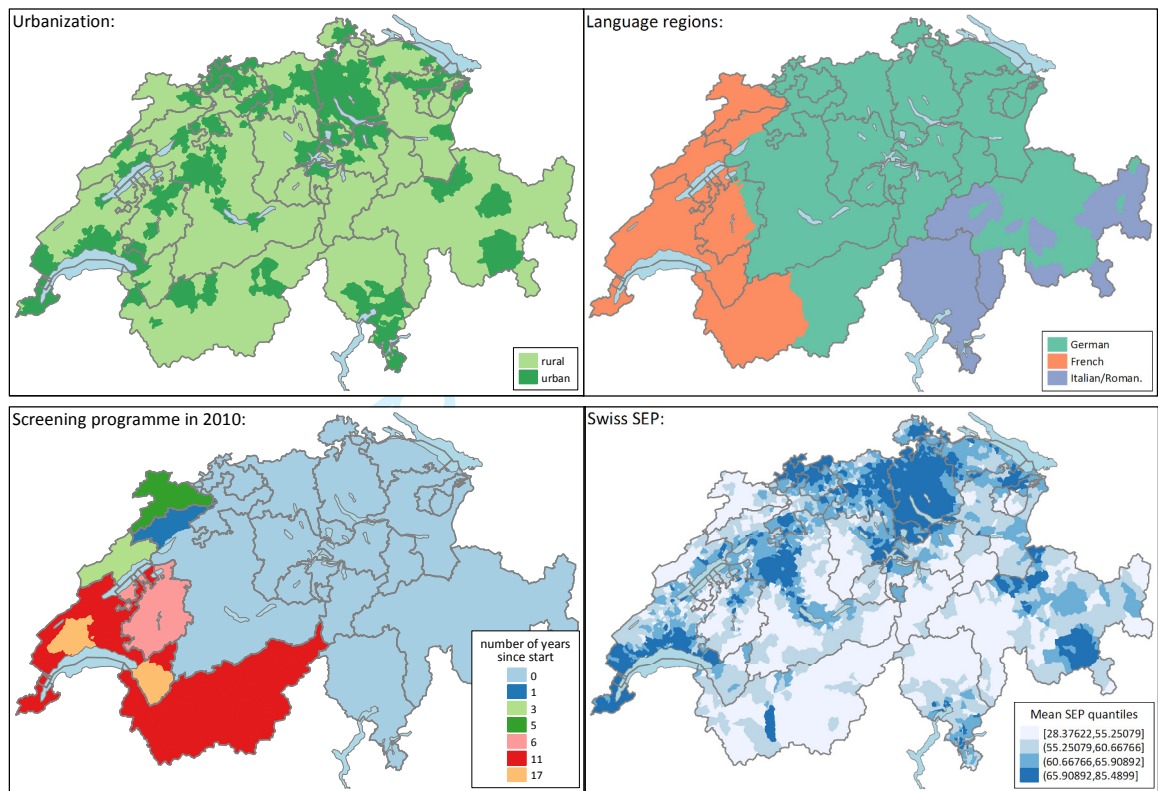 Urbanization:
rural
urban
Language regions:
German
French
Italian/Roman.
Screening programme in 2010:
number of years
since start
0
1
3
5
6
11
17
Swiss SEP:
Mean SEP quantiles
[28.37622,55.25079]
(55.25079,60.66766]
(60.66766,65.90892]
(65.90892,85.4899]